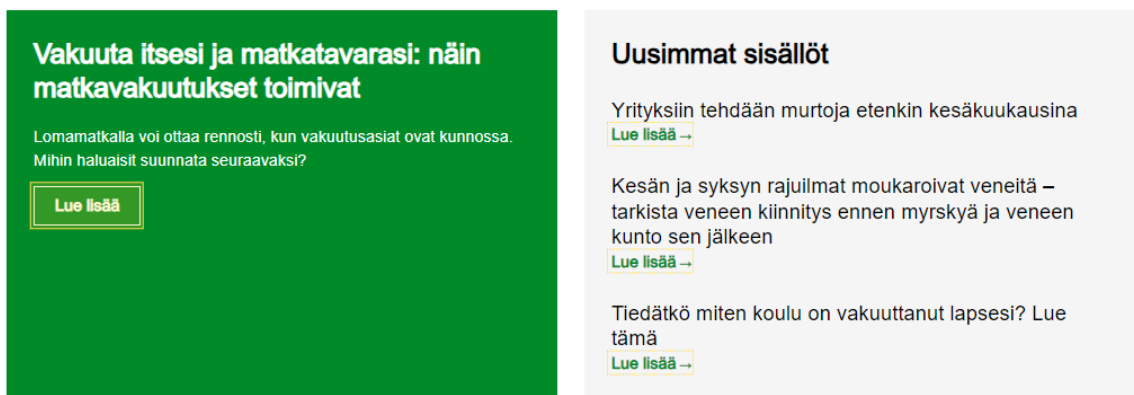 Vakuuta itsesi ja matkatavarasi: näin
matkavakuutukset toimivat
Lomamatkalla voi ottaa rennosti, kun vakuutusasiat ovat kunnossa.
Mihin haluaisit suunnata seuraavaksi?
Lue lisää
Uusimmat sisällöt
Yrityksiin tehdään murtoja etenkin kesäkuukausina
Lue lisää→
Kesän ja syksyn rajuilmat moukaroivat veneitä –
tarkista veneen kiinnitys ennen myrskyä ja veneen
kunto sen jälkeen
Lue lisää→
Tiedätkö miten koulu on vakuuttanut lapsesi? Lue
tämä
Lue lisää→